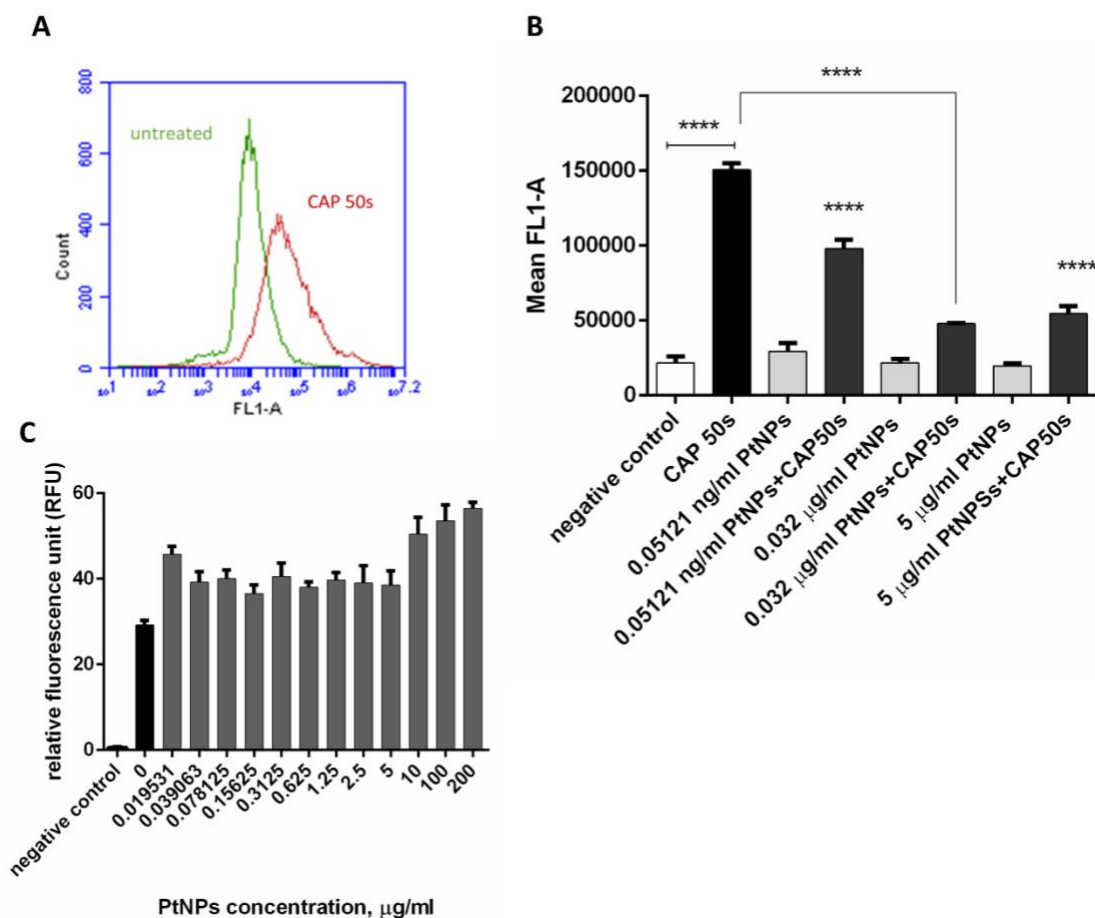 A
800
600
400
200
0
Count
untreated
CAP 50s
10^1 10^2 10^3 10^4 10^5 10^6 10^7.2
FL1-A
B
****
****
****
****
200000
150000
100000
50000
0
Mean FL1-A
negative control
CAP 50s
0.05121 ng/ml PtNPs
0.05121 ng/ml PtNPs+CAP50s
0.032 μg/ml PtNPs
0.032 μg/ml PtNPs+CAP50s
5 μg/ml PtNPs
5 μg/ml PtNPSs+CAP50s
C
60
40
20
0
relative fluorescence unit (RFU)
negative control
0
0.019531
0.039063
0.078125
0.15625
0.3125
0.625
1.25
2.5
5
10
100
200
PtNPs concentration, μg/ml